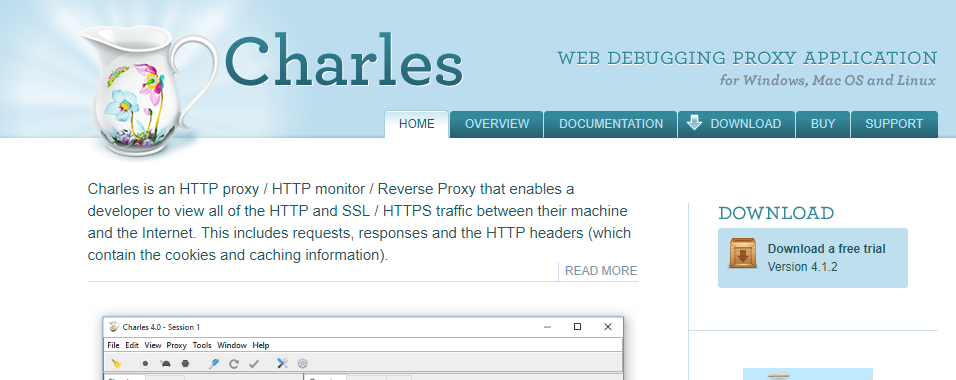 Charles
WEB DEBUGGING PROXY APPLICATION
for Windows, Mac OS and Linux
HOME
OVERVIEW
DOCUMENTATION
DOWNLOAD
BUY
SUPPORT
Charles is an HTTP proxy / HTTP monitor / Reverse Proxy that enables a
developer to view all of the HTTP and SSL / HTTPS traffic between their machine
and the Internet. This includes requests, responses and the HTTP headers (which
contain the cookies and caching information).
READ MORE
DOWNLOAD
Download a free trial
Version 4.1.2
Charles 4.0 - Session 1
File Edit View Proxy Tools Window Help